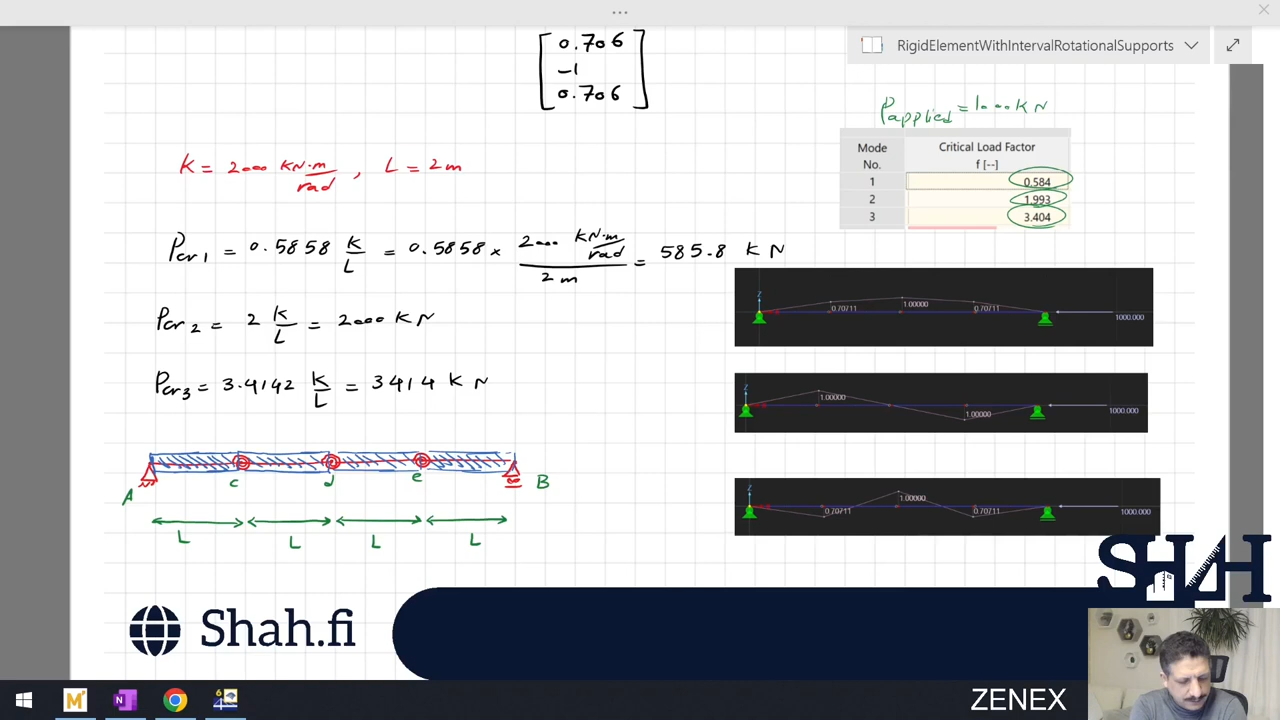 0.706
-1
0.706
RigidElementWithIntervalRotationalSupports
Papplied = 1000 KN
Mode No. Critical Load Factor f [--]
1 0.584
2 1.993
3 3.404
K = 2000 KN.m/rad , L = 2m
Pcr1 = 0.5858 K/L = 0.5858 × 2000 KN.m/rad / 2m = 585.8 KN
Pcr2 = 2 K/L = 2000 KN
Pcr3 = 3.4142 K/L = 3414 KN
Z
0.70711 1.00000 0.70711 1000.000
Z
1.00000 1.00000 1000.000
Z
0.70711 1.00000 0.70711 1000.000
A c d e B
L L L L
SHAH
Shah.fi
ZENEX